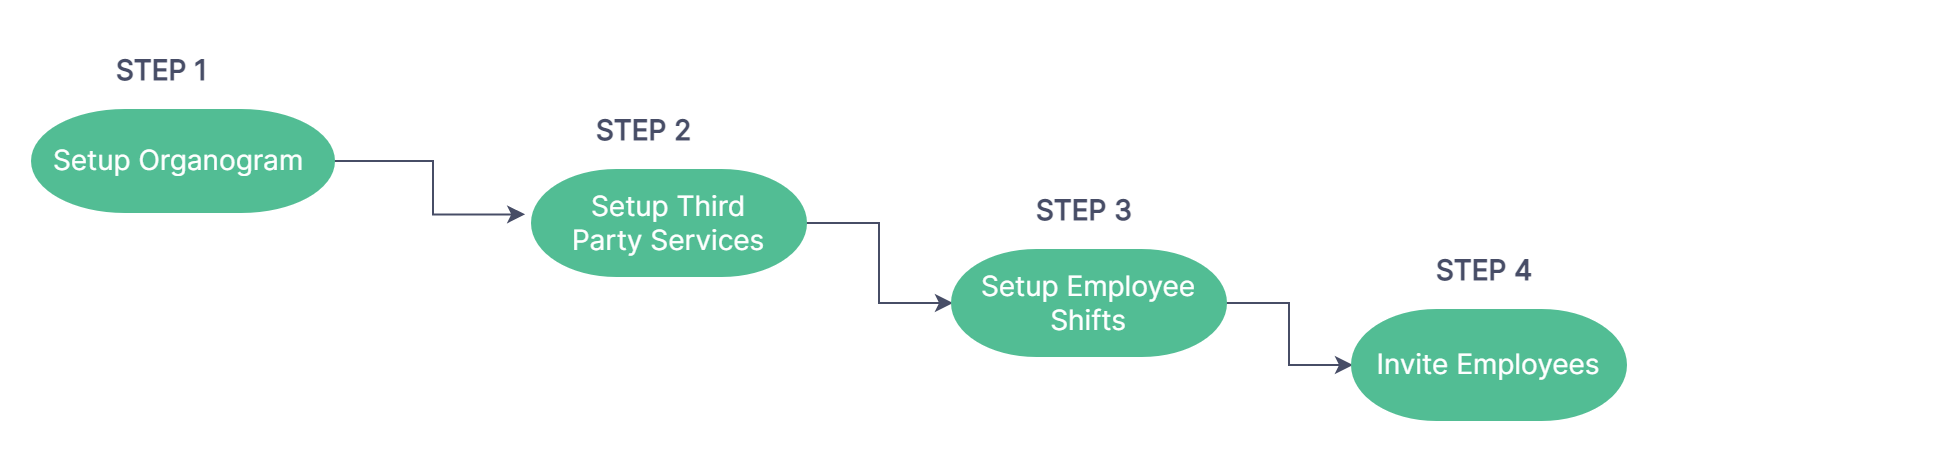 STEP 1
Setup Organogram
STEP 2
Setup Third
Party Services
STEP 3
Setup Employee
Shifts
STEP 4
Invite Employees